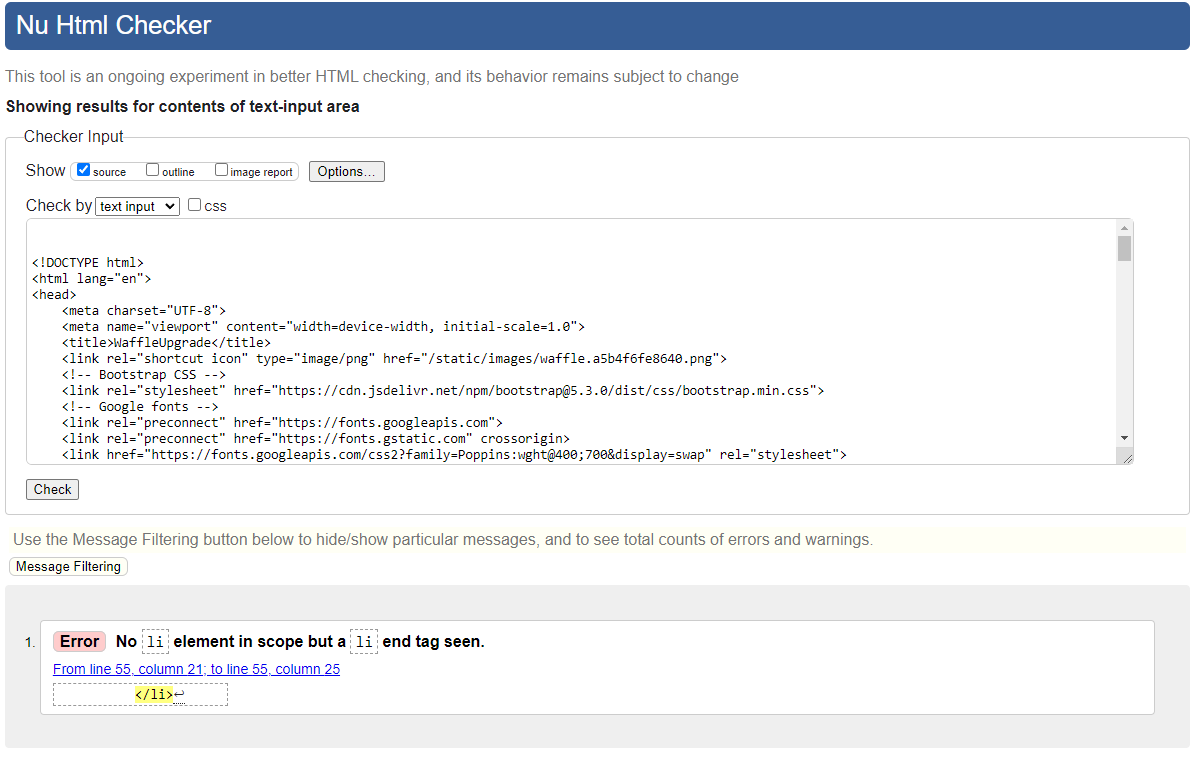 Nu Html Checker
This tool is an ongoing experiment in better HTML checking, and its behavior remains subject to change
Showing results for contents of text-input area
Checker Input
Show source outline image report Options...
Check by text input css
<!DOCTYPE html>
<html lang="en">
<head>
    <meta charset="UTF-8">
    <meta name="viewport" content="width=device-width, initial-scale=1.0">
    <title>WaffleUpgrade</title>
    <link rel="shortcut icon" type="image/png" href="/static/images/waffle.a5b4f6fe8640.png">
    <!-- Bootstrap CSS -->
    <link rel="stylesheet" href="https://cdn.jsdelivr.net/npm/bootstrap@5.3.0/dist/css/bootstrap.min.css">
    <!-- Google fonts -->
    <link rel="preconnect" href="https://fonts.googleapis.com">
    <link rel="preconnect" href="https://fonts.gstatic.com" crossorigin>
    <link href="https://fonts.googleapis.com/css2?family=Poppins:wght@400;700&display=swap" rel="stylesheet">
Check
Use the Message Filtering button below to hide/show particular messages, and to see total counts of errors and warnings.
Message Filtering
1. Error No li element in scope but a li end tag seen.
From line 55, column 21; to line 55, column 25
</li>↩